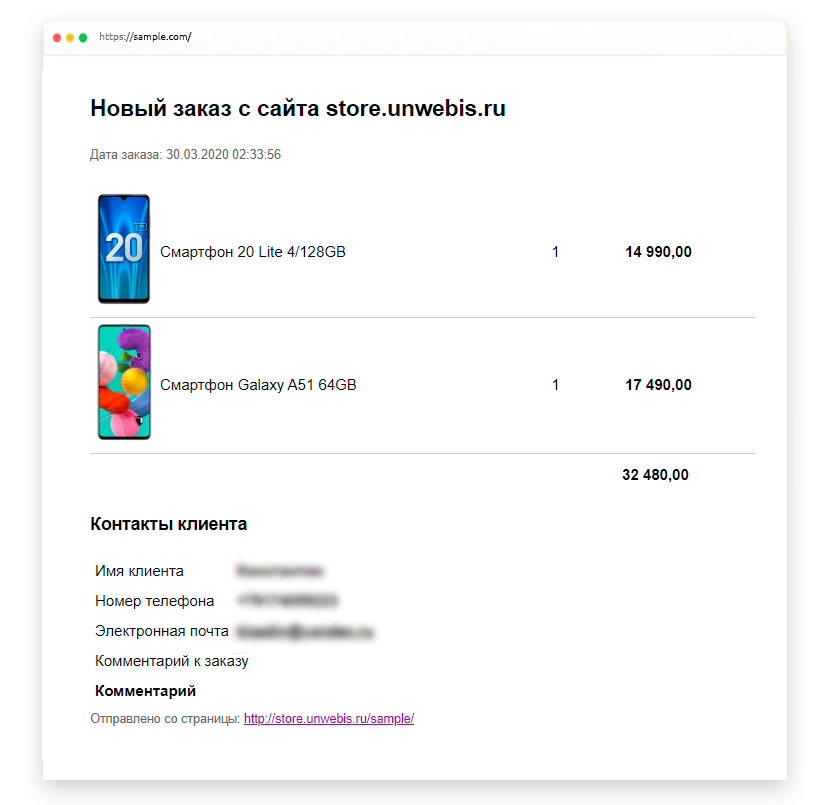 https://sample.com/
Новый заказ с сайта store.unwebis.ru
Дата заказа: 30.03.2020 02:33:56
20 Lite
Смартфон 20 Lite 4/128GB 1 14 990,00
Смартфон Galaxy A51 64GB 1 17 490,00
32 480,00
Контакты клиента
Имя клиента
Номер телефона
Электронная почта
Комментарий к заказу
Комментарий
Отправлено со страницы: http://store.unwebis.ru/sample/